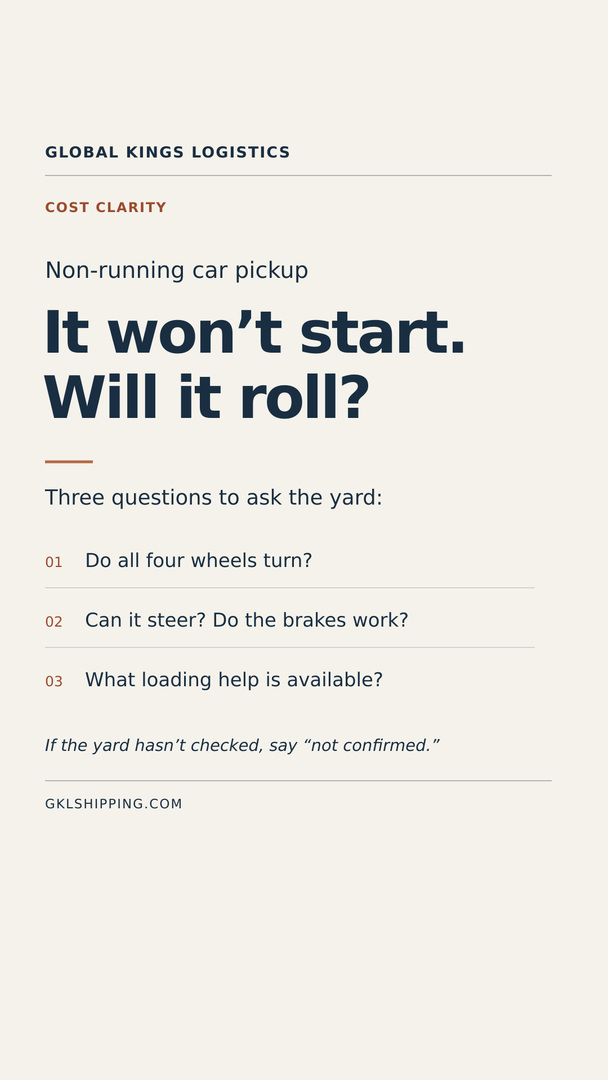 GLOBAL KINGS LOGISTICS
COST CLARITY
Non-running car pickup
It won’t start.
Will it roll?
Three questions to ask the yard:
01 Do all four wheels turn?
02 Can it steer? Do the brakes work?
03 What loading help is available?
If the yard hasn’t checked, say “not confirmed.”
GKLSHIPPING.COM